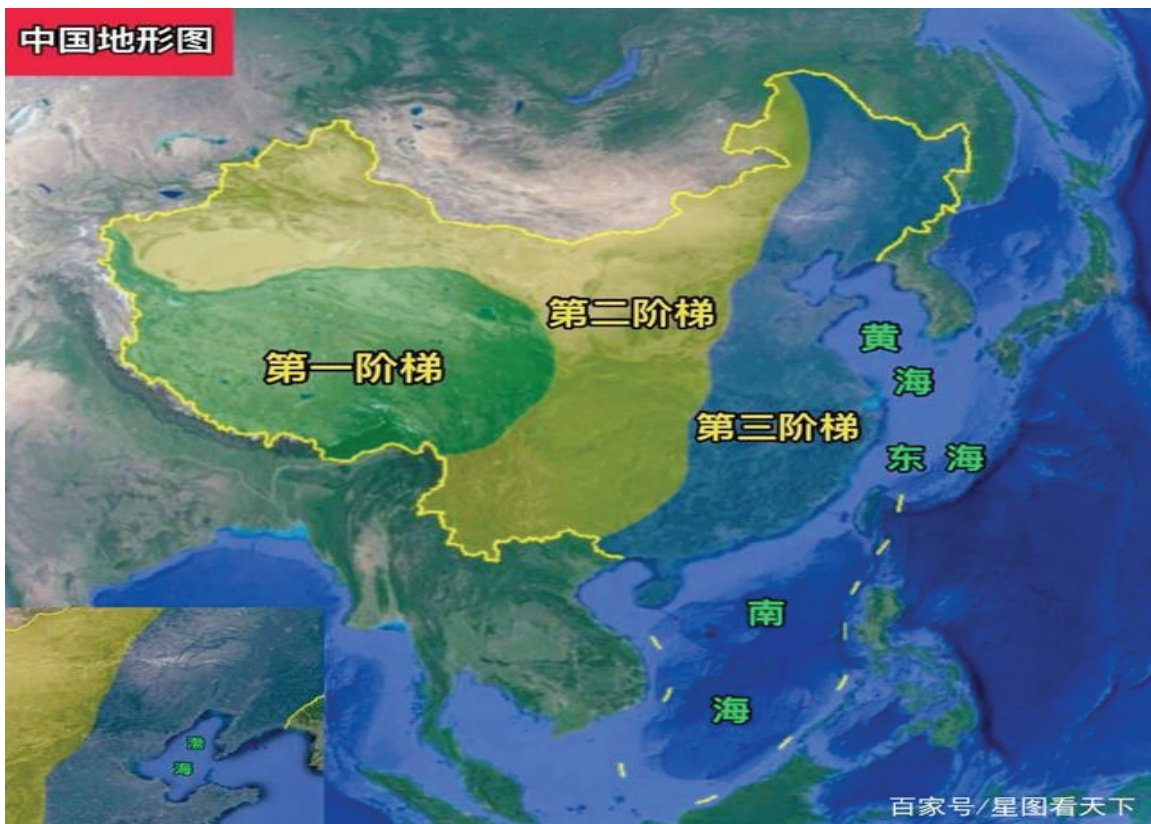 中国地形图
第二阶梯
第一阶梯
第三阶梯
黄
海
东海
南
海
渤
海
百家号/星图看天下